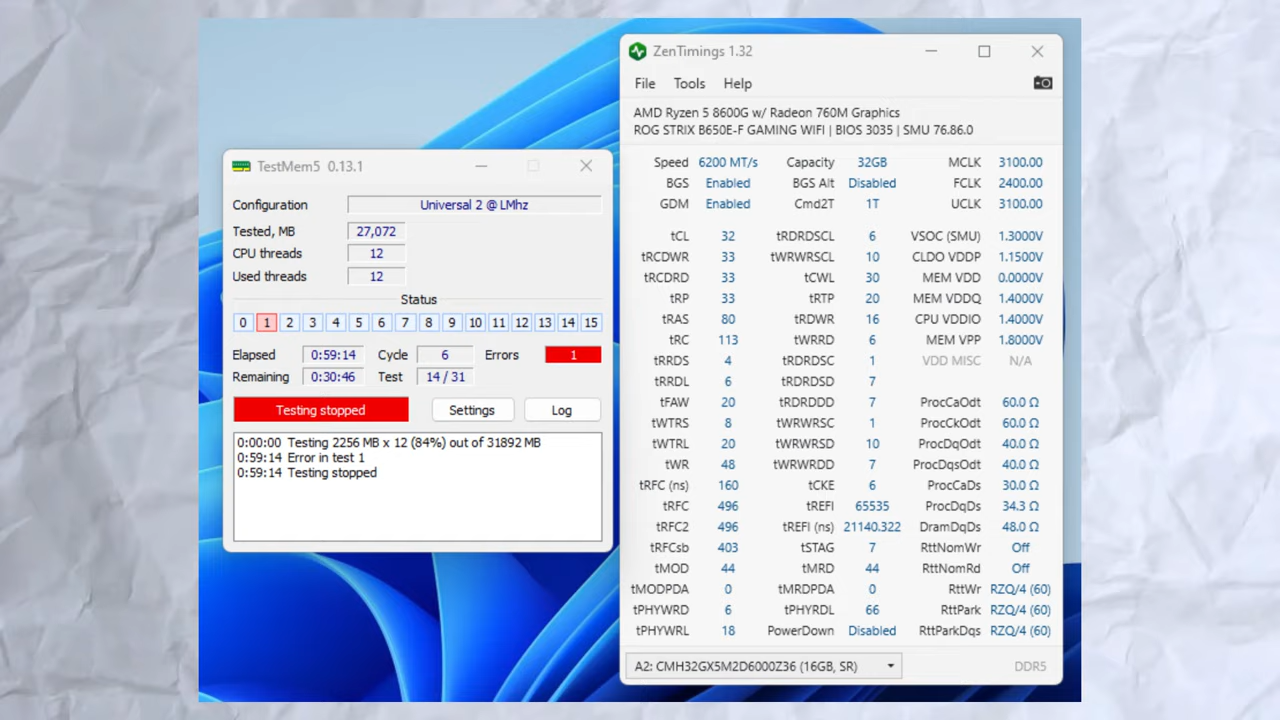 TestMem5 0.13.1
Configuration Universal 2 @ LMhz
Tested, MB 27,072
CPU threads 12
Used threads 12
Status
0 1 2 3 4 5 6 7 8 9 10 11 12 13 14 15
Elapsed 0:59:14 Cycle 6 Errors 1
Remaining 0:30:46 Test 14 / 31
Testing stopped Settings Log
0:00:00 Testing 2256 MB x 12 (84%) out of 31892 MB
0:59:14 Error in test 1
0:59:14 Testing stopped
ZenTimings 1.32
File Tools Help
AMD Ryzen 5 8600G w/ Radeon 760M Graphics
ROG STRIX B650E-F GAMING WIFI | BIOS 3035 | SMU 76.86.0
Speed 6200 MT/s Capacity 32GB MCLK 3100.00
BGS Enabled BGS Alt Disabled FCLK 2400.00
GDM Enabled Cmd2T 1T UCLK 3100.00
tCL 32 tRDRDSCL 6 VSOC (SMU) 1.3000V
tRCDWR 33 tWRWRSCL 10 CLDO VDDP 1.1500V
tRCDRD 33 tCWL 30 MEM VDD 0.0000V
tRP 33 tRTP 20 MEM VDDQ 1.4000V
tRAS 80 tRDWR 16 CPU VDDIO 1.4000V
tRC 113 tWRRD 6 MEM VPP 1.8000V
tRRDS 4 tRDRDSC 1 VDD MISC N/A
tRRDL 6 tRDRDSD 7
tFAW 20 tRDRDDD 7 ProcCaOdt 60.0 Ω
tWTRS 8 tWRWRSC 1 ProcCkOdt 60.0 Ω
tWTRL 20 tWRWRSD 10 ProcDqOdt 40.0 Ω
tWR 48 tWRWRDD 7 ProcDqsOdt 40.0 Ω
tRFC (ns) 160 tCKE 6 ProcCaDs 30.0 Ω
tRFC 496 tREFI 65535 ProcDqDs 34.3 Ω
tRFC2 496 tREFI (ns) 21140.322 DramDqDs 48.0 Ω
tRFCsb 403 tSTAG 7 RttNomWr Off
tMOD 44 tMRD 44 RttNomRd Off
tMODPDA 0 tMRDPDA 0 RttWr RZQ/4 (60)
tPHYWRD 6 tPHYRDL 66 RttPark RZQ/4 (60)
tPHYWRL 18 PowerDown Disabled RttParkDqs RZQ/4 (60)
A2: CMH32GX5M2D6000Z36 (16GB, SR) DDR5